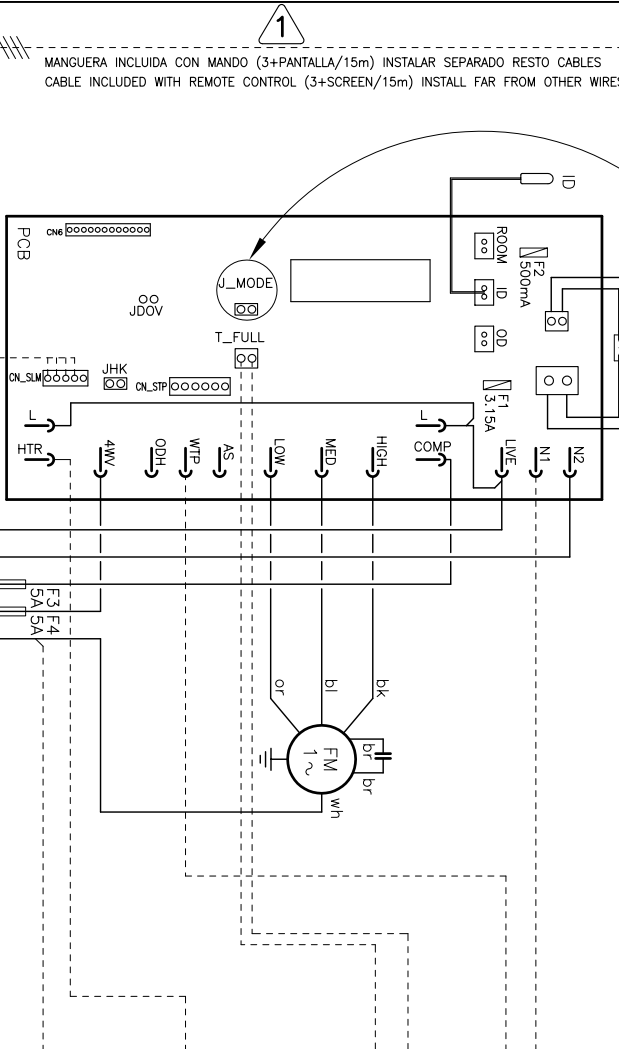 1
MANGUERA INCLUIDA CON MANDO (3+PANTALLA/15m) INSTALAR SEPARADO RESTO CABLES
CABLE INCLUDED WITH REMOTE CONTROL (3+SCREEN/15m) INSTALL FAR FROM OTHER WIRES
ID
PCB
CN6
ROOM
F2
500mA
J_MODE
ID
JDOV
T_FULL
OD
CN_SLM
JHK
CN_STP
F1
3.15A
L
L
HTR
4WV
ODH
WTP
AS
LOW
MED
HIGH
COMP
LIVE
N1
N2
F3
5A
F4
5A
or
bl
bk
FM
1 ~
br
br
wh